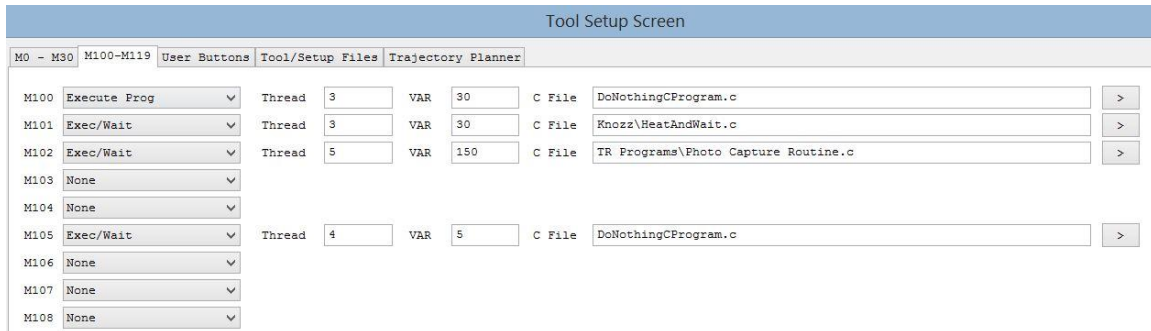 Tool Setup Screen
M0 - M30 M100-M119 User Buttons Tool/Setup Files Trajectory Planner
M100 Execute Prog Thread 3 VAR 30 C File DoNothingCProgram.c >
M101 Exec/Wait Thread 3 VAR 30 C File Knozz\HeatAndWait.c >
M102 Exec/Wait Thread 5 VAR 150 C File TR Programs\Photo Capture Routine.c >
M103 None
M104 None
M105 Exec/Wait Thread 4 VAR 5 C File DoNothingCProgram.c >
M106 None
M107 None
M108 None